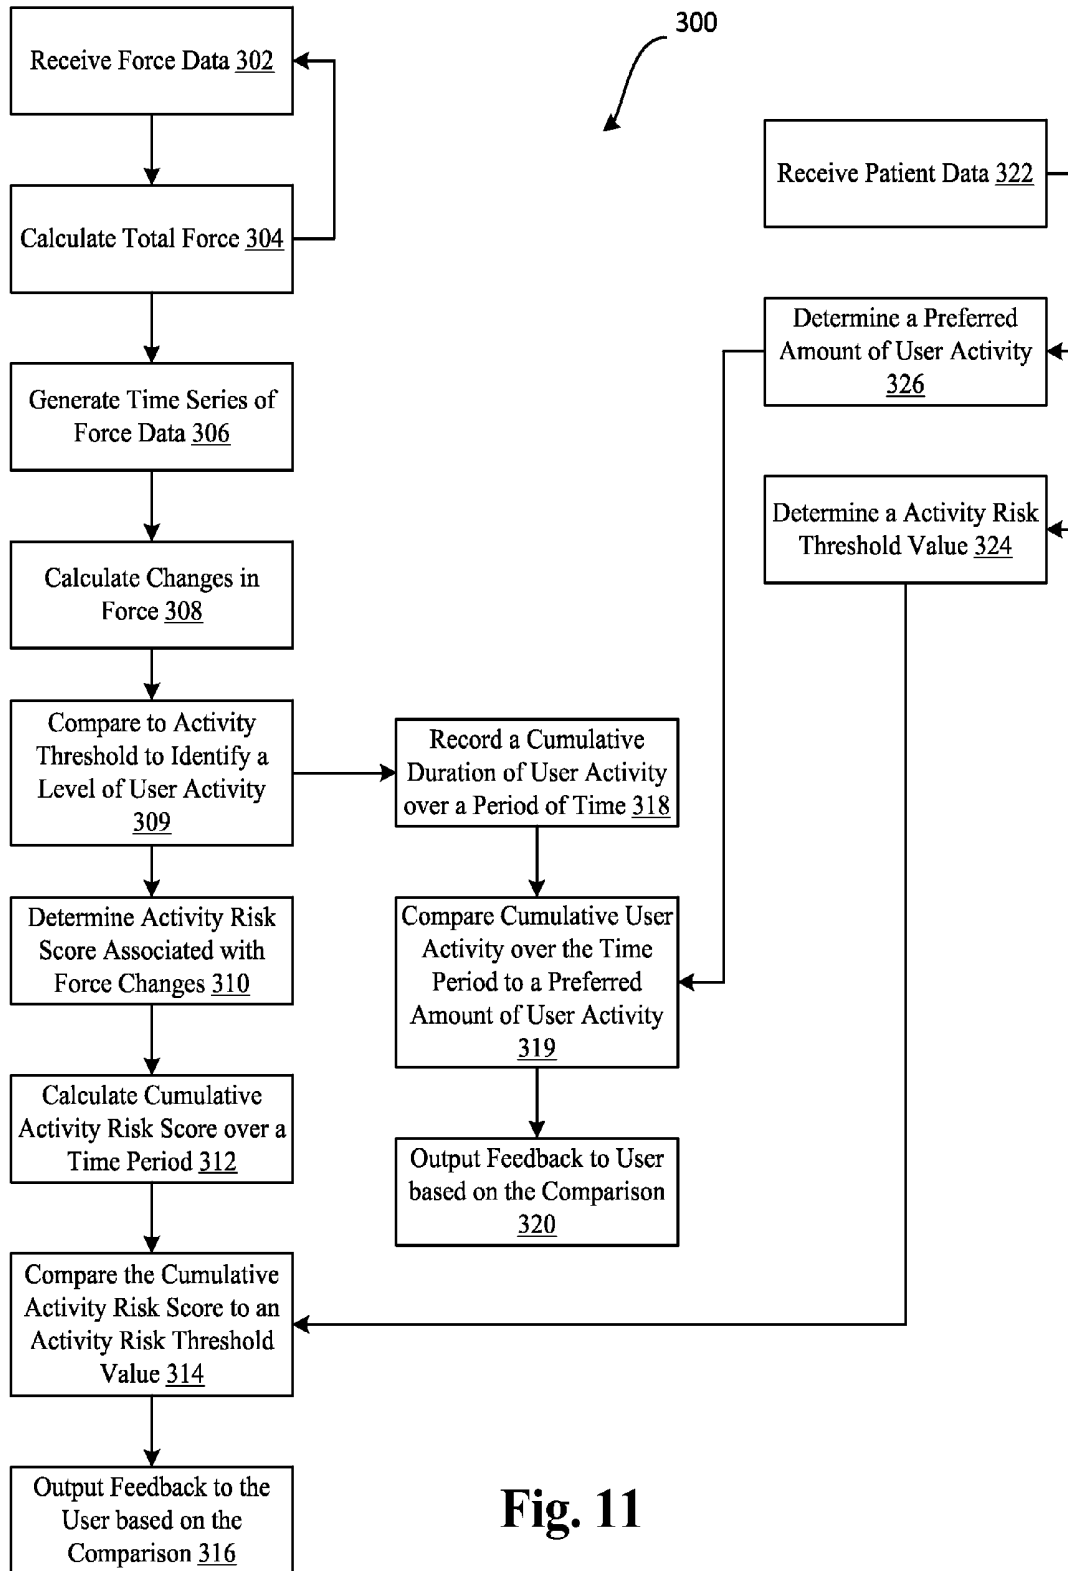 300
Receive Force Data 302
Calculate Total Force 304
Generate Time Series of
Force Data 306
Calculate Changes in
Force 308
Compare to Activity
Threshold to Identify a
Level of User Activity
309
Determine Activity Risk
Score Associated with
Force Changes 310
Calculate Cumulative
Activity Risk Score over a
Time Period 312
Compare the Cumulative
Activity Risk Score to an
Activity Risk Threshold
Value 314
Output Feedback to the
User based on the
Comparison 316
Record a Cumulative
Duration of User Activity
over a Period of Time 318
Compare Cumulative User
Activity over the Time
Period to a Preferred
Amount of User Activity
319
Output Feedback to User
based on the Comparison
320
Receive Patient Data 322
Determine a Preferred
Amount of User Activity
326
Determine a Activity Risk
Threshold Value 324
Fig. 11